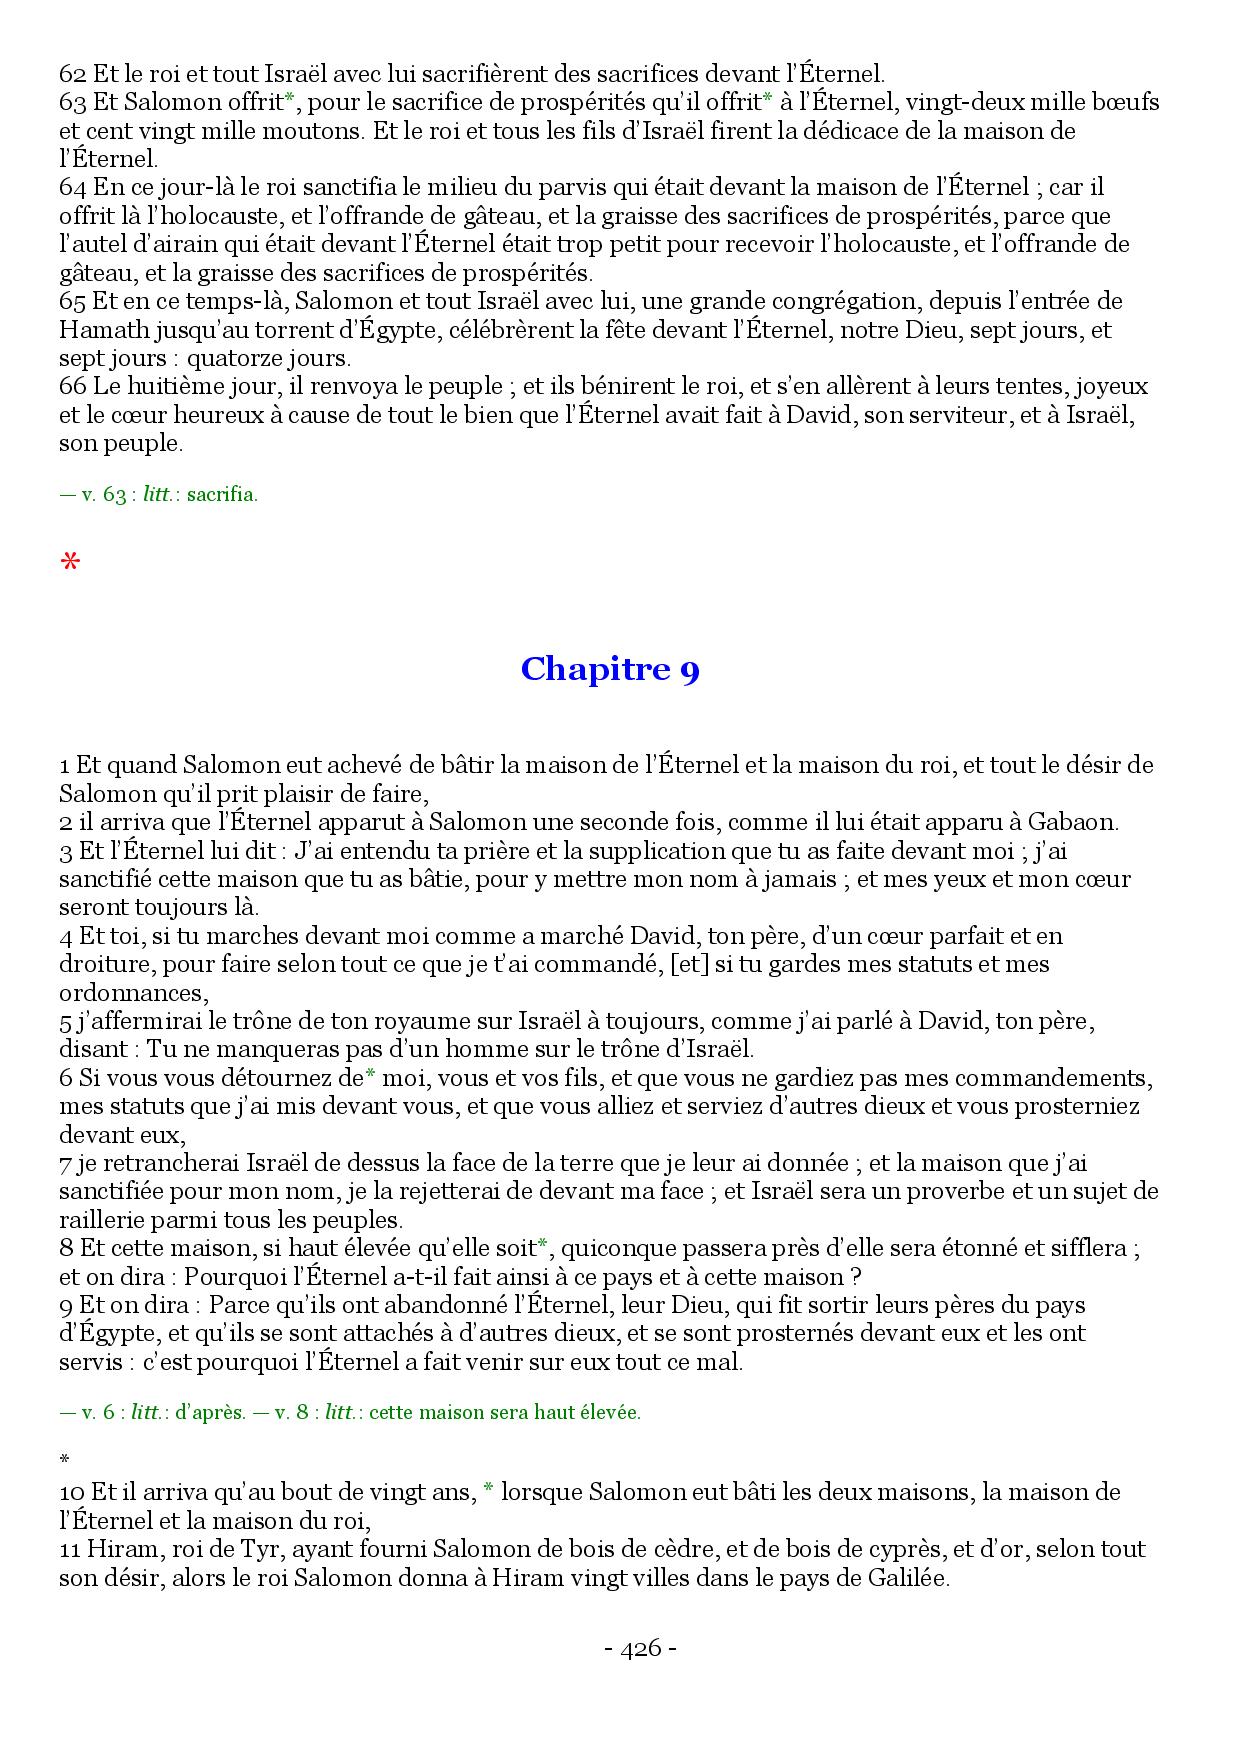 62 Et le roi et tout Israël avec lui sacrifièrent des sacrifices devant l’Éternel.
63 Et Salomon offrit*, pour le sacrifice de prospérités qu’il offrit* à l’Éternel, vingt-deux mille bœufs
et cent vingt mille moutons. Et le roi et tous les fils d’Israël firent la dédicace de la maison de
l’Éternel.
64 En ce jour-là le roi sanctifia le milieu du parvis qui était devant la maison de l’Éternel ; car il
offrit là l’holocauste, et l’offrande de gâteau, et la graisse des sacrifices de prospérités, parce que
l’autel d’airain qui était devant l’Éternel était trop petit pour recevoir l’holocauste, et l’offrande de
gâteau, et la graisse des sacrifices de prospérités.
65 Et en ce temps-là, Salomon et tout Israël avec lui, une grande congrégation, depuis l’entrée de
Hamath jusqu’au torrent d’Égypte, célébrèrent la fête devant l’Éternel, notre Dieu, sept jours, et
sept jours : quatorze jours.
66 Le huitième jour, il renvoya le peuple ; et ils bénirent le roi, et s’en allèrent à leurs tentes, joyeux
et le cœur heureux à cause de tout le bien que l’Éternel avait fait à David, son serviteur, et à Israël,
son peuple.
— v. 63 : litt.: sacrifia.
*
Chapitre 9
1 Et quand Salomon eut achevé de bâtir la maison de l’Éternel et la maison du roi, et tout le désir de
Salomon qu’il prit plaisir de faire,
2 il arriva que l’Éternel apparut à Salomon une seconde fois, comme il lui était apparu à Gabaon.
3 Et l’Éternel lui dit : J’ai entendu ta prière et la supplication que tu as faite devant moi ; j’ai
sanctifié cette maison que tu as bâtie, pour y mettre mon nom à jamais ; et mes yeux et mon cœur
seront toujours là.
4 Et toi, si tu marches devant moi comme a marché David, ton père, d’un cœur parfait et en
droiture, pour faire selon tout ce que je t’ai commandé, [et] si tu gardes mes statuts et mes
ordonnances,
5 j’affermirai le trône de ton royaume sur Israël à toujours, comme j’ai parlé à David, ton père,
disant : Tu ne manqueras pas d’un homme sur le trône d’Israël.
6 Si vous vous détournez de* moi, vous et vos fils, et que vous ne gardiez pas mes commandements,
mes statuts que j’ai mis devant vous, et que vous alliez et serviez d’autres dieux et vous prosterniez
devant eux,
7 je retrancherai Israël de dessus la face de la terre que je leur ai donnée ; et la maison que j’ai
sanctifiée pour mon nom, je la rejetterai de devant ma face ; et Israël sera un proverbe et un sujet de
raillerie parmi tous les peuples.
8 Et cette maison, si haut élevée qu’elle soit*, quiconque passera près d’elle sera étonné et sifflera ;
et on dira : Pourquoi l’Éternel a-t-il fait ainsi à ce pays et à cette maison ?
9 Et on dira : Parce qu’ils ont abandonné l’Éternel, leur Dieu, qui fit sortir leurs pères du pays
d’Égypte, et qu’ils se sont attachés à d’autres dieux, et se sont prosternés devant eux et les ont
servis : c’est pourquoi l’Éternel a fait venir sur eux tout ce mal.
— v. 6 : litt.: d’après. — v. 8 : litt.: cette maison sera haut élevée.
*
10 Et il arriva qu’au bout de vingt ans, * lorsque Salomon eut bâti les deux maisons, la maison de
l’Éternel et la maison du roi,
11 Hiram, roi de Tyr, ayant fourni Salomon de bois de cèdre, et de bois de cyprès, et d’or, selon tout
son désir, alors le roi Salomon donna à Hiram vingt villes dans le pays de Galilée.
- 426 -